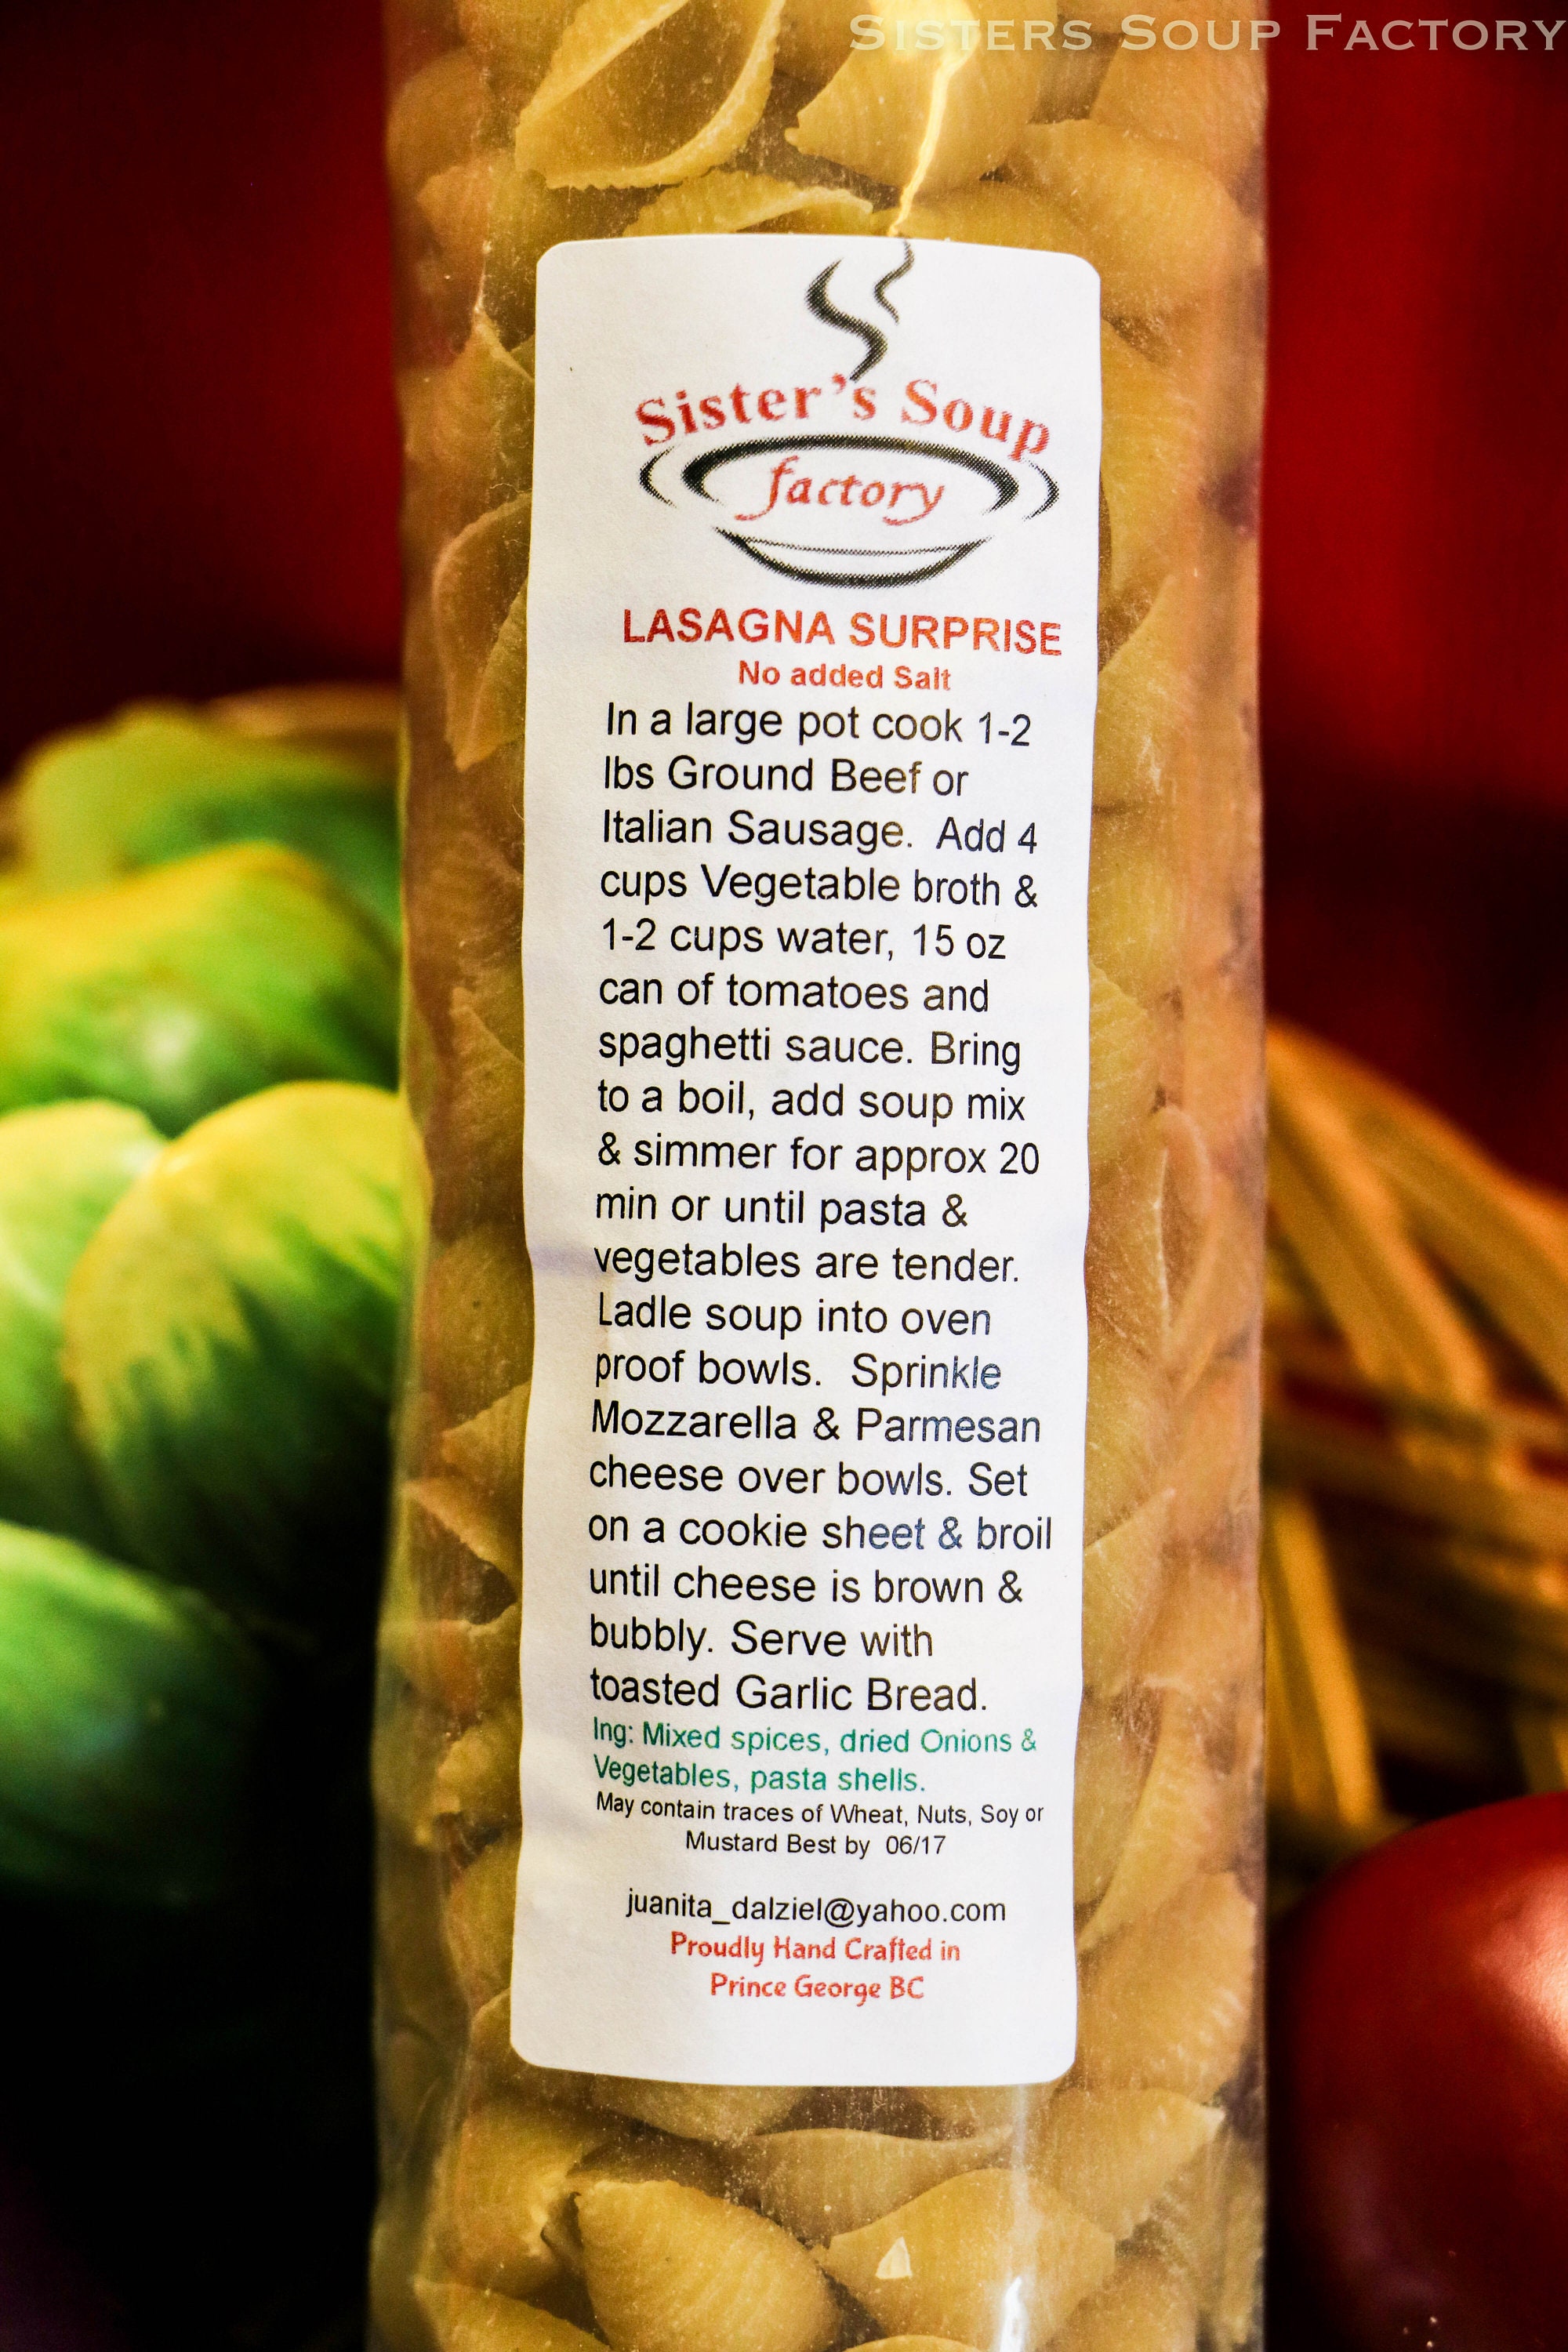 SISTERS SOUP FACTORY
Sister's Soup
factory
LASAGNA SURPRISE
No added Salt
In a large pot cook 1-2
lbs Ground Beef or
Italian Sausage. Add 4
cups Vegetable broth &
1-2 cups water, 15 oz
can of tomatoes and
spaghetti sauce. Bring
to a boil, add soup mix
& simmer for approx 20
min or until pasta &
vegetables are tender.
Ladle soup into oven
proof bowls. Sprinkle
Mozzarella & Parmesan
cheese over bowls. Set
on a cookie sheet & broil
until cheese is brown &
bubbly. Serve with
toasted Garlic Bread.
Ing: Mixed spices, dried Onions &
Vegetables, pasta shells.
May contain traces of Wheat, Nuts, Soy or
Mustard Best by 06/17
juanita_dalziel@yahoo.com
Proudly Hand Crafted in
Prince George BC